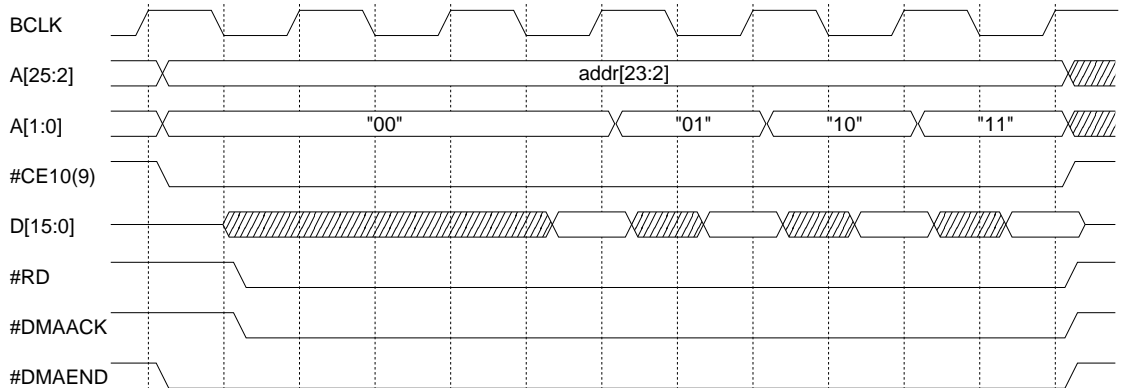 BCLK
A[25:2] addr[23:2]
A[1:0] "00" "01" "10" "11"
#CE10(9)
D[15:0]
#RD
#DMAACK
#DMAEND